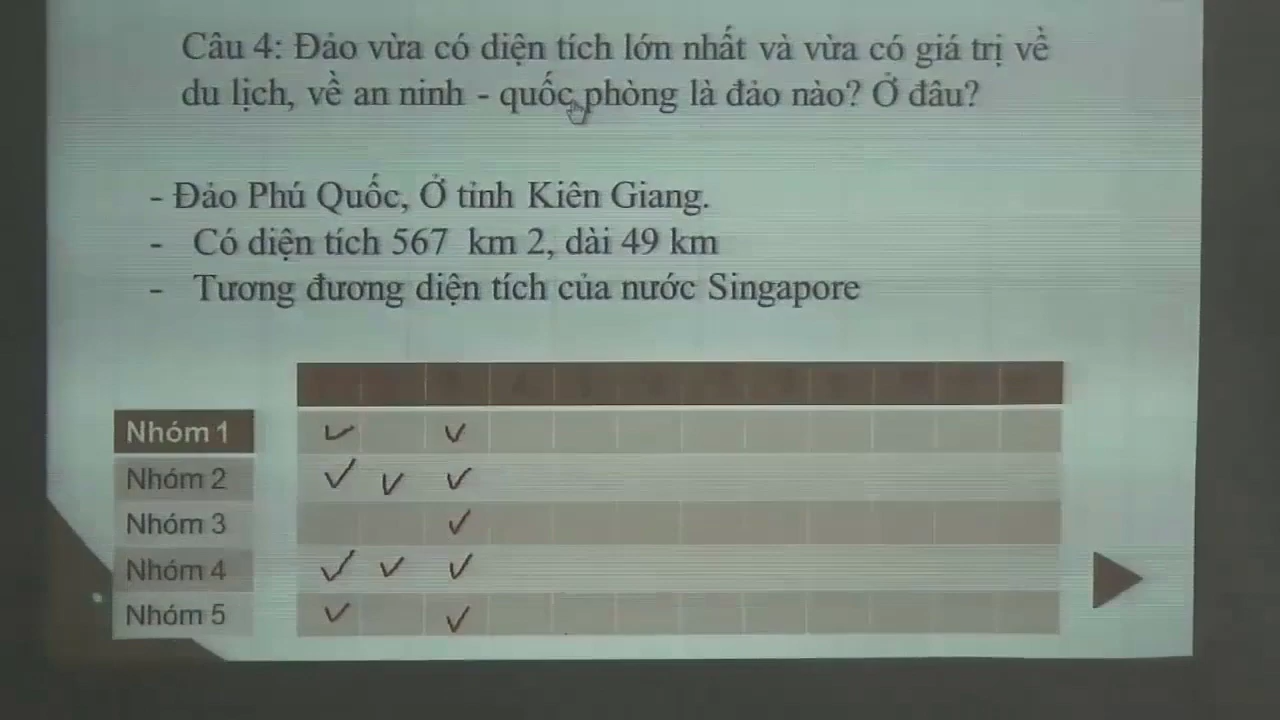 Câu 4: Đảo vừa có diện tích lớn nhất và vừa có giá trị về
du lịch, về an ninh - quốc phòng là đảo nào? Ở đâu?
- Đảo Phú Quốc, Ở tỉnh Kiên Giang.
- Có diện tích 567 km 2, dài 49 km
- Tương đương diện tích của nước Singapore
Nhóm 1
Nhóm 2
Nhóm 3
Nhóm 4
Nhóm 5